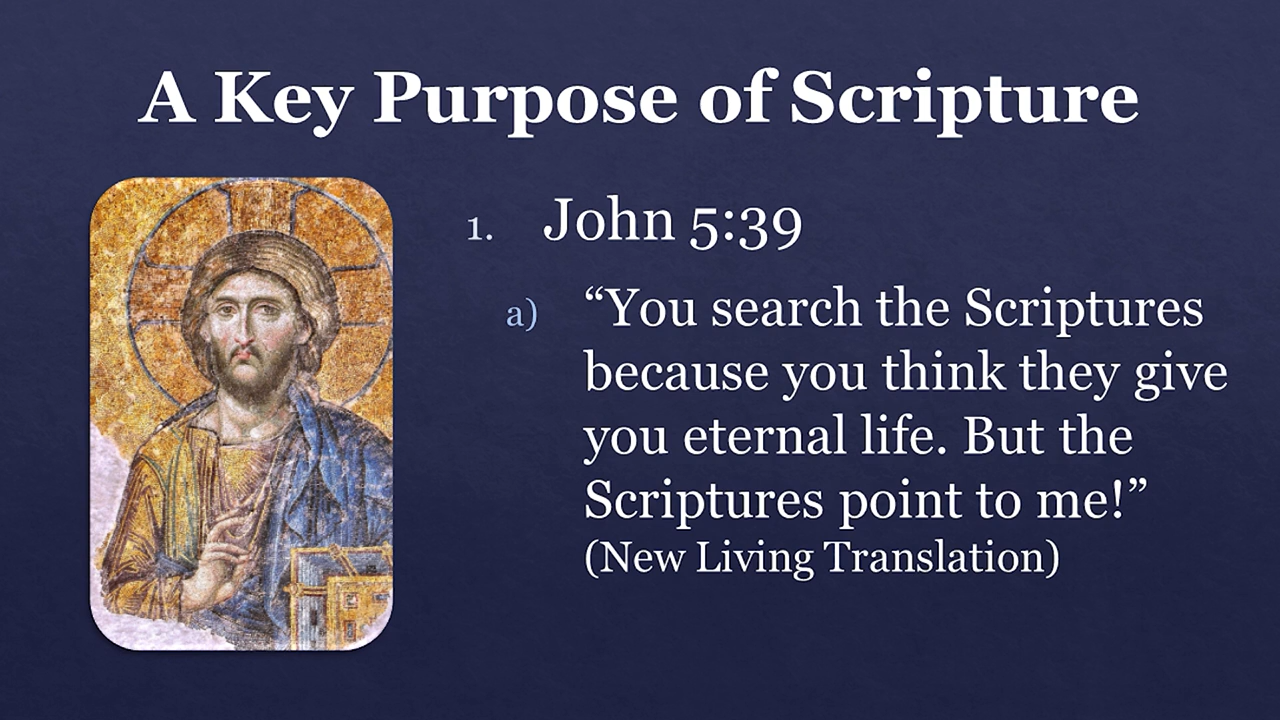 A Key Purpose of Scripture
1. John 5:39
a) “You search the Scriptures
because you think they give
you eternal life. But the
Scriptures point to me!”
(New Living Translation)